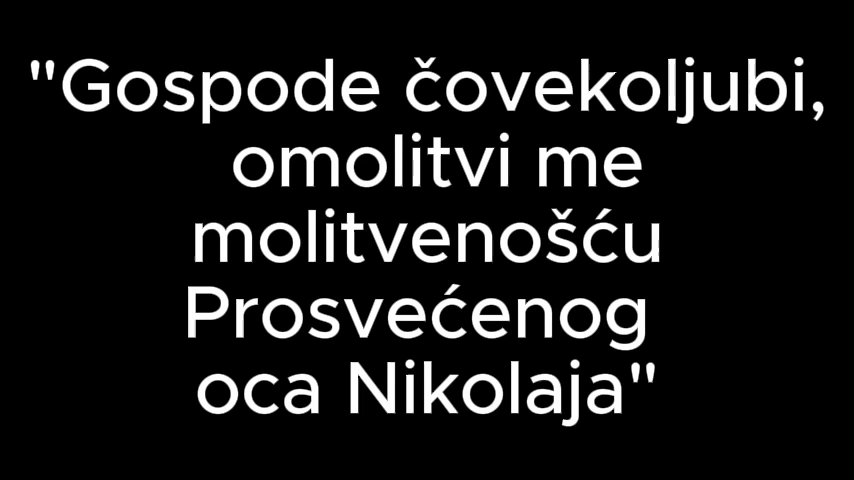 "Gospode čovekoljubi,
omolitvi me
molitvenošću
Prosvećenog
oca Nikolaja"